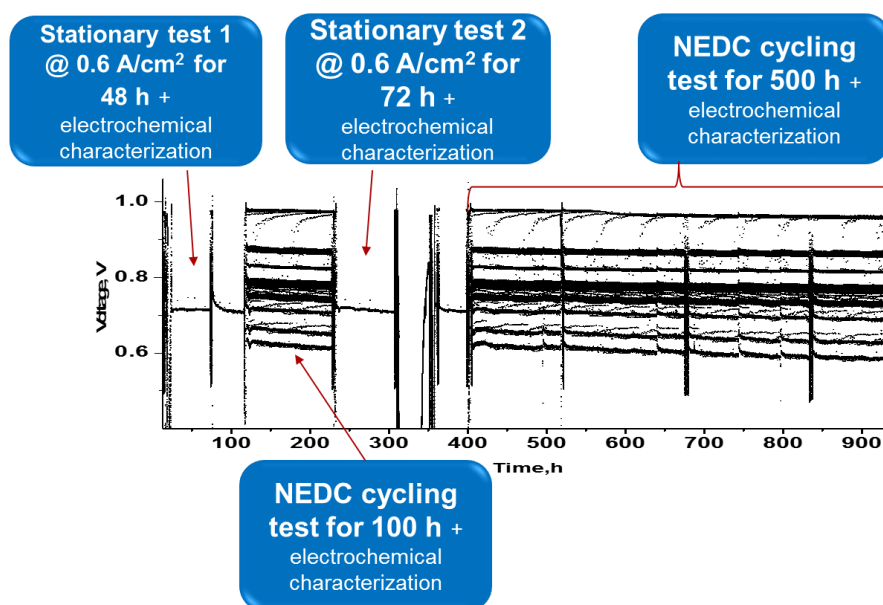 Stationary test 1
@ 0.6 A/cm² for
48 h +
electrochemical
characterization
Stationary test 2
@ 0.6 A/cm² for
72 h +
electrochemical
characterization
NEDC cycling
test for 500 h +
electrochemical
characterization
1.0
0.8
0.6
Voltage, V
100
200
300
400
500
600
700
800
900
Time,h
NEDC cycling
test for 100 h +
electrochemical
characterization